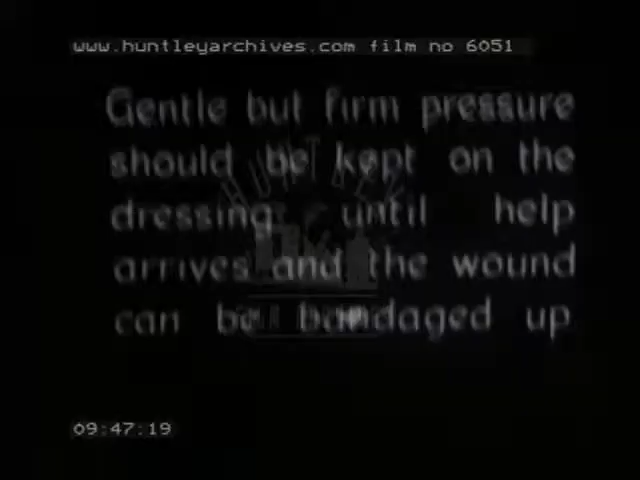 www.huntleyarchives.com film no 6051
Gentle but firm pressure
should be kept on the
dressing until help
arrives and the wound
can be bandaged up
HUNTLEY
09:47:19